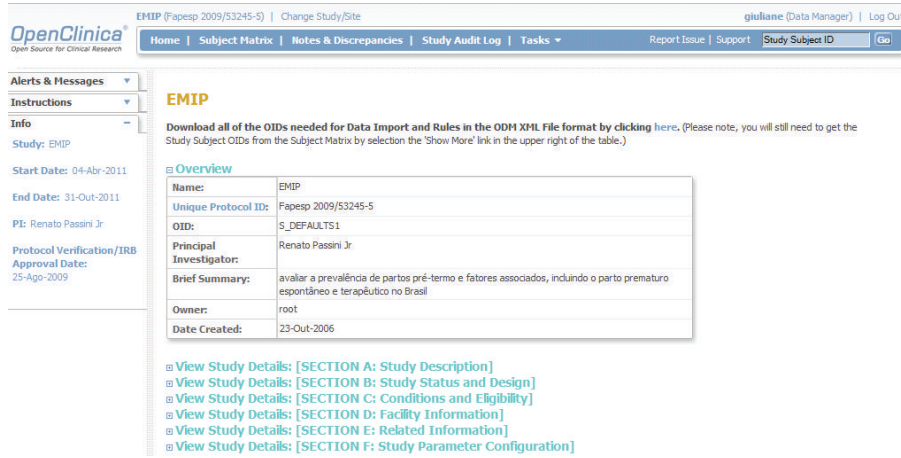 EMIP (Fapesp 2009/53245-5) | Change Study/Site
giuliane (Data Manager) | Log Out
OpenClinica®
Open Source for Clinical Research
Home | Subject Matrix | Notes & Discrepancies | Study Audit Log | Tasks
Report Issue | Support
Study Subject ID
Go
Alerts & Messages
Instructions
Info
Study: EMIP
Start Date: 04-Abr-2011
End Date: 31-Out-2011
PI: Renato Passini Jr
Protocol Verification/IRB
Approval Date:
25-Ago-2009
EMIP
Download all of the OIDs needed for Data Import and Rules in the ODM XML File format by clicking here. (Please note, you will still need to get the
Study Subject OIDs from the Subject Matrix by selection the 'Show More' link in the upper right of the table.)
Overview
Name: EMIP
Unique Protocol ID: Fapesp 2009/53245-5
OID: S_DEFAULTS1
Principal Investigator: Renato Passini Jr
Brief Summary: avaliar a prevalência de partos pré-termo e fatores associados, incluindo o parto prematuro
espontâneo e terapêutico no Brasil
Owner: root
Date Created: 23-Out-2006
View Study Details: [SECTION A: Study Description]
View Study Details: [SECTION B: Study Status and Design]
View Study Details: [SECTION C: Conditions and Eligibility]
View Study Details: [SECTION D: Facility Information]
View Study Details: [SECTION E: Related Information]
View Study Details: [SECTION F: Study Parameter Configuration]